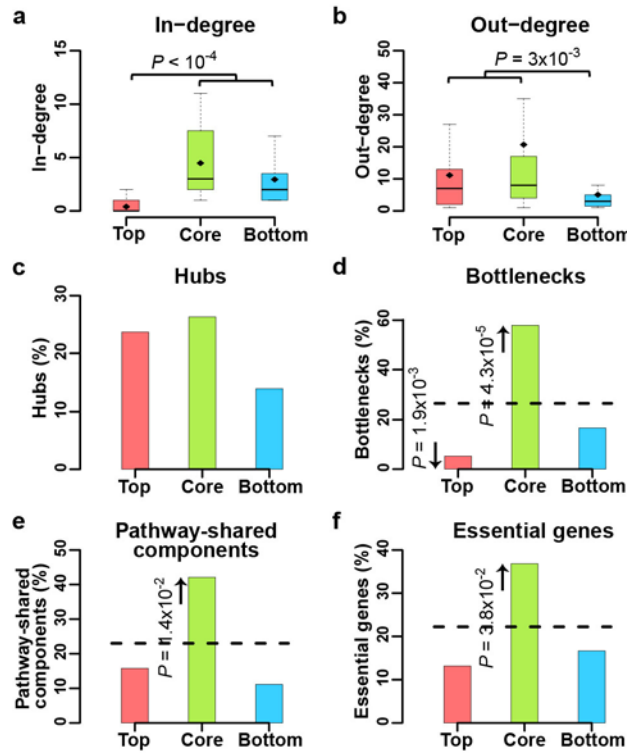 a
In-degree
In-degree
15
10
5
0
P < 10-4
Top
Core
Bottom
b
Out-degree
Out-degree
50
40
30
20
10
0
P = 3x10-3
Top
Core
Bottom
c
Hubs
Hubs (%)
30
20
10
0
Top
Core
Bottom
d
Bottlenecks
Bottlenecks (%)
60
40
20
0
P = 1.9x10-3
P = 4.3x10-5
Top
Core
Bottom
e
Pathway-shared
components
Pathway-shared
components (%)
50
40
30
20
10
0
P = 1.4x10-2
Top
Core
Bottom
f
Essential genes
Essential genes (%)
40
30
20
10
0
P = 3.8x10-2
Top
Core
Bottom